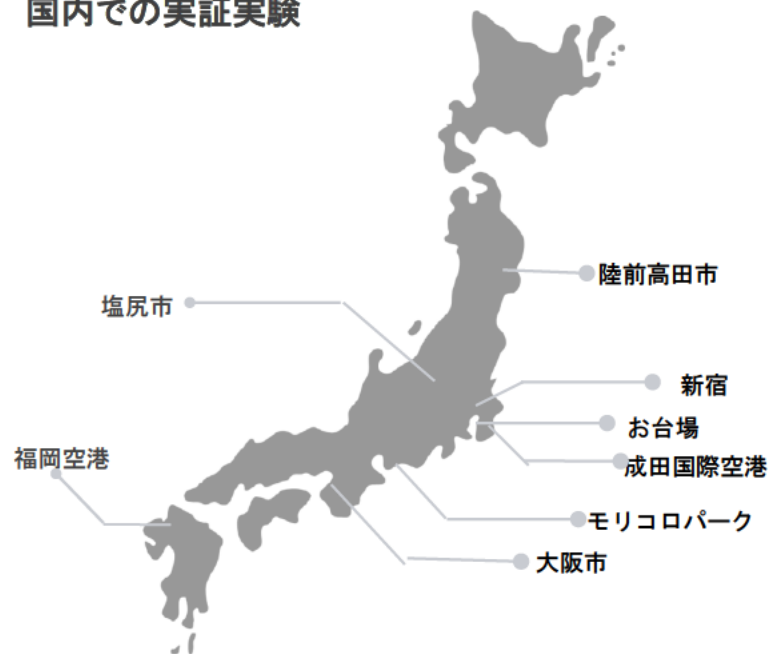 国内での実証実験
陸前高田市
塩尻市
新宿
お台場
福岡空港
成田国際空港
モリコロパーク
大阪市